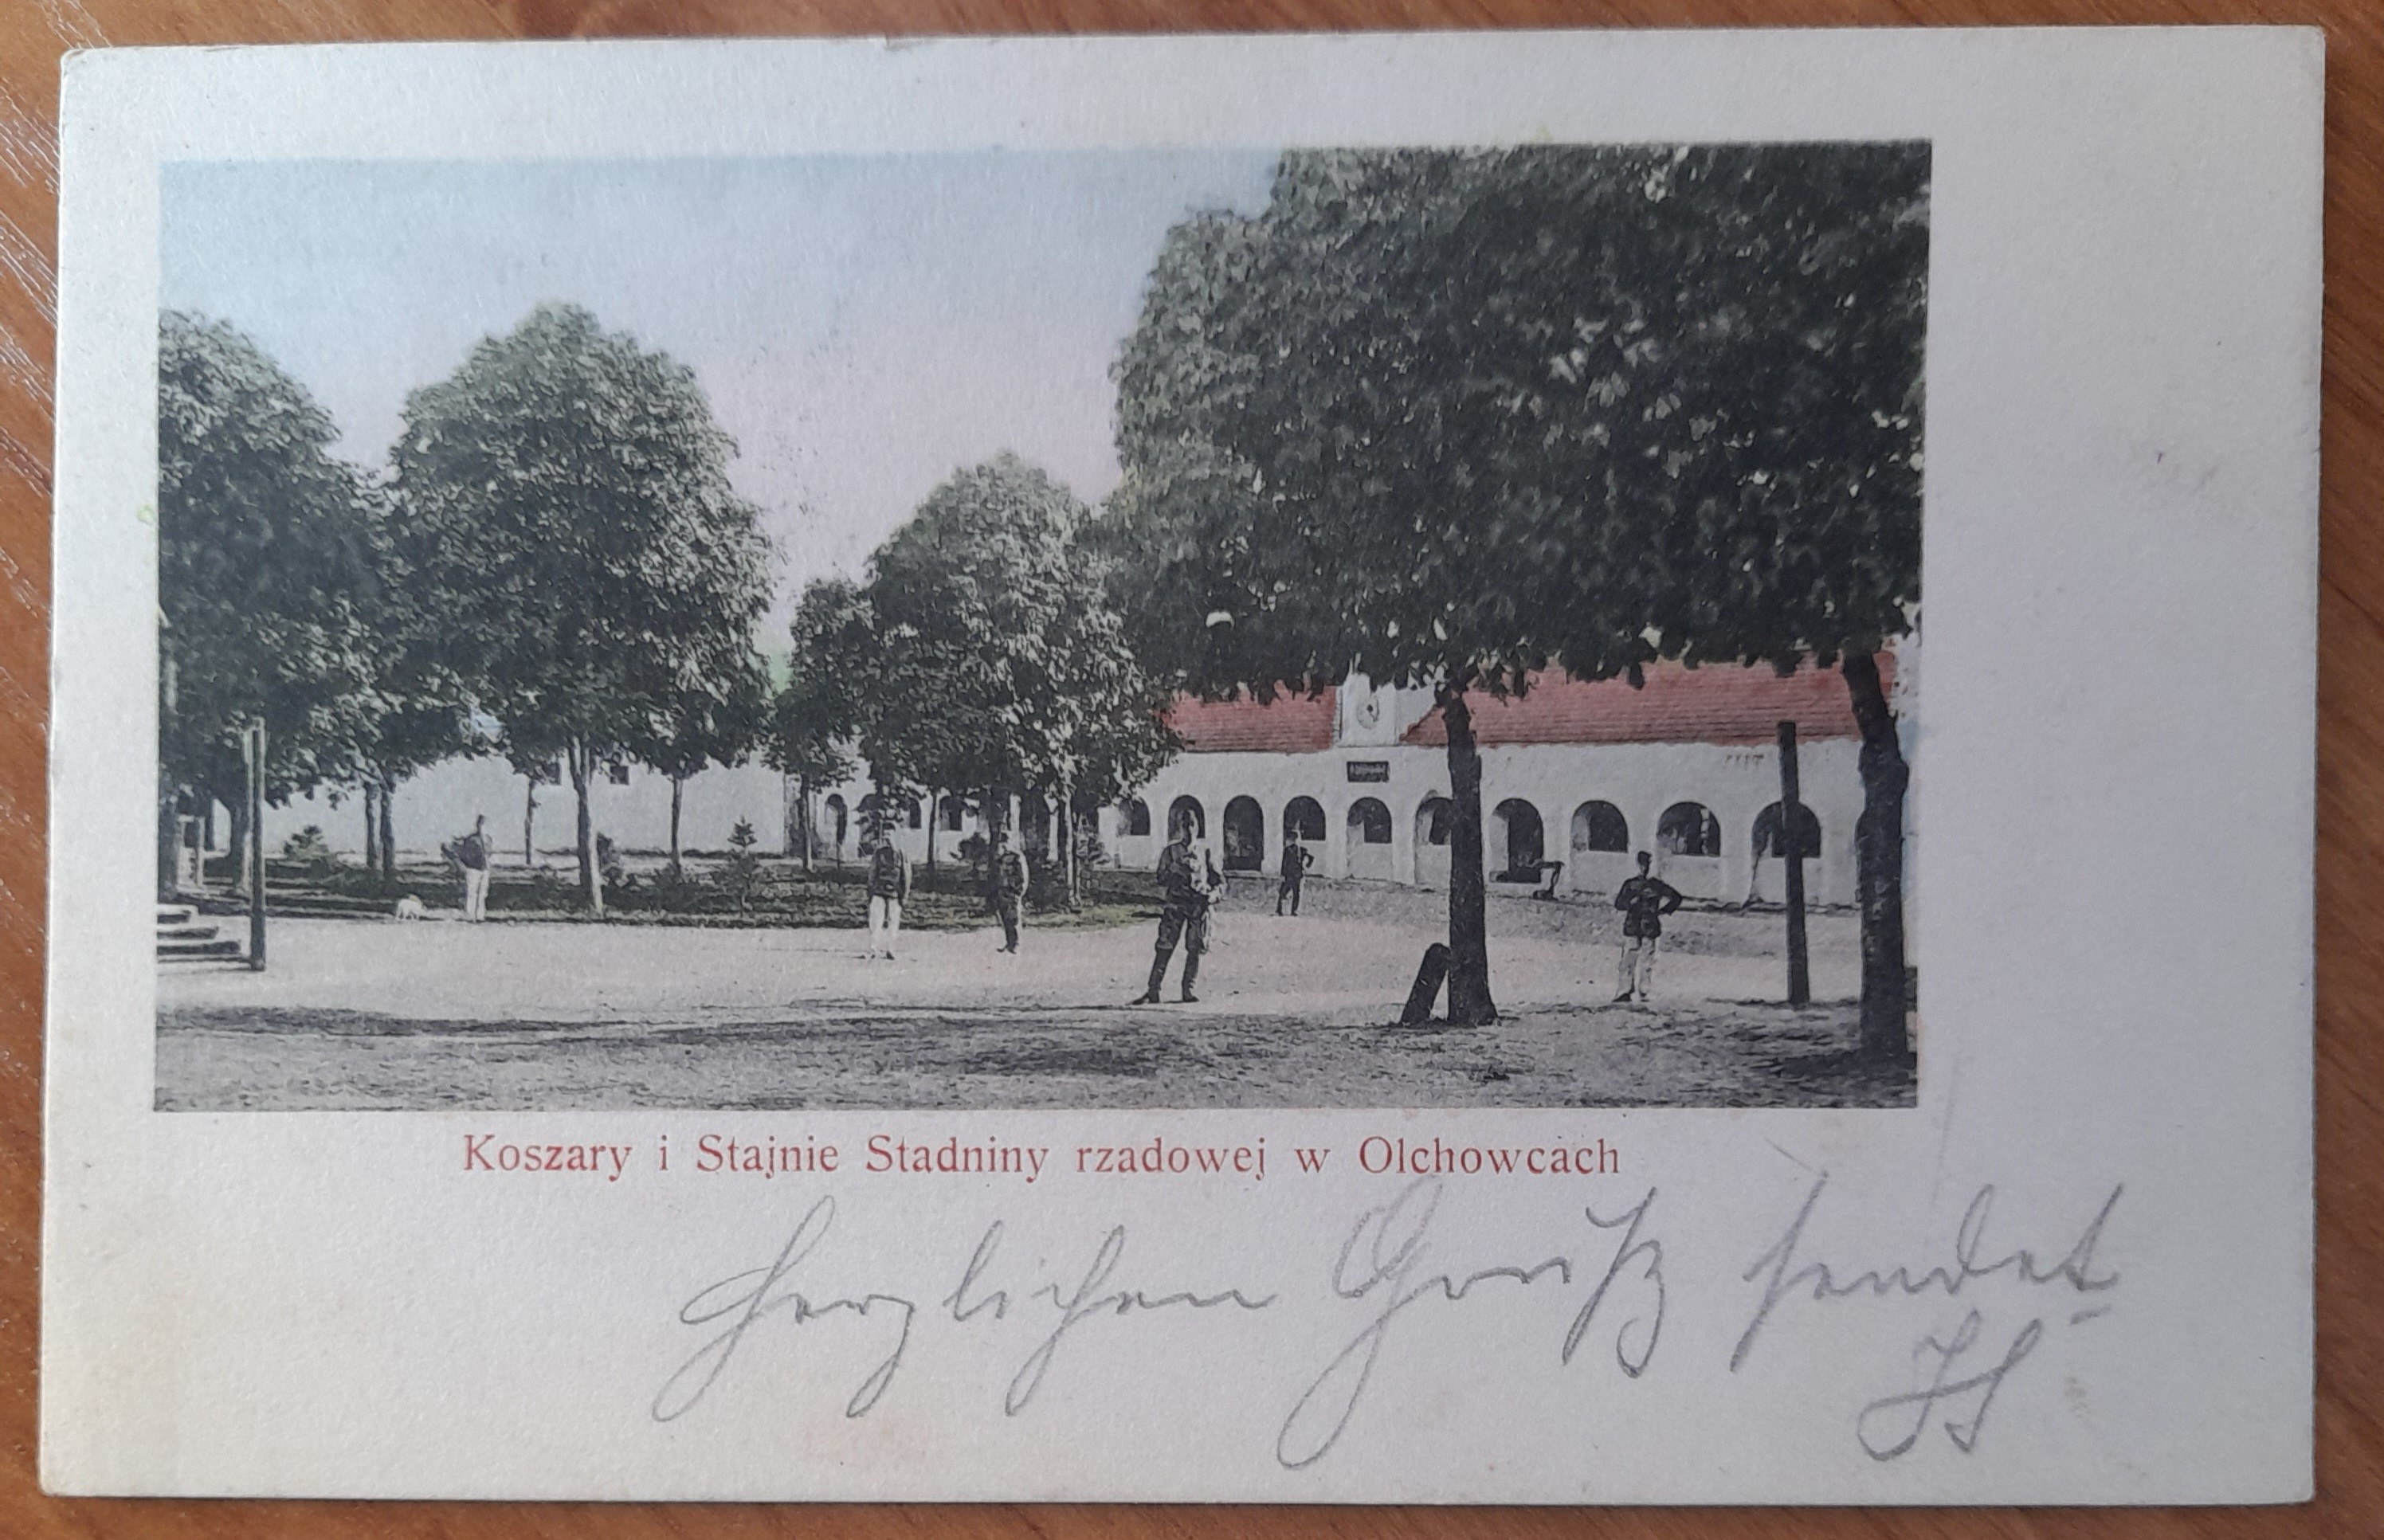 Koszary i Stajnie Stadniny rzadowej w Olchowcach
Herzlichen Gruß sendet